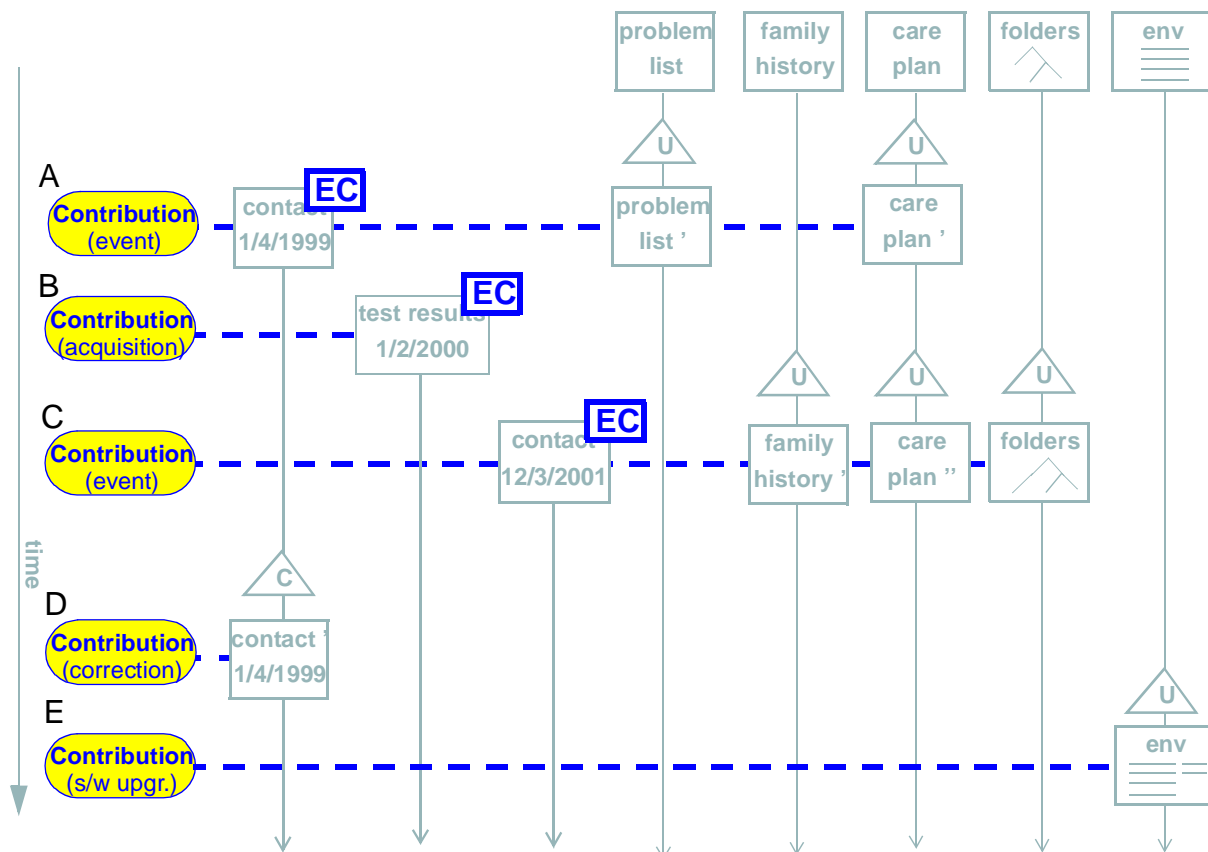 problem
list
family
history
care
plan
folders
env
U
U
A
Contribution
(event)
contact
1/4/1999
EC
problem
list ’
care
plan ’
B
Contribution
(acquisition)
test results
1/2/2000
EC
U
U
U
C
Contribution
(event)
contact
12/3/2001
EC
family
history ’
care
plan ’’
folders
time
C
D
Contribution
(correction)
contact ’
1/4/1999
U
E
Contribution
(s/w upgr.)
env